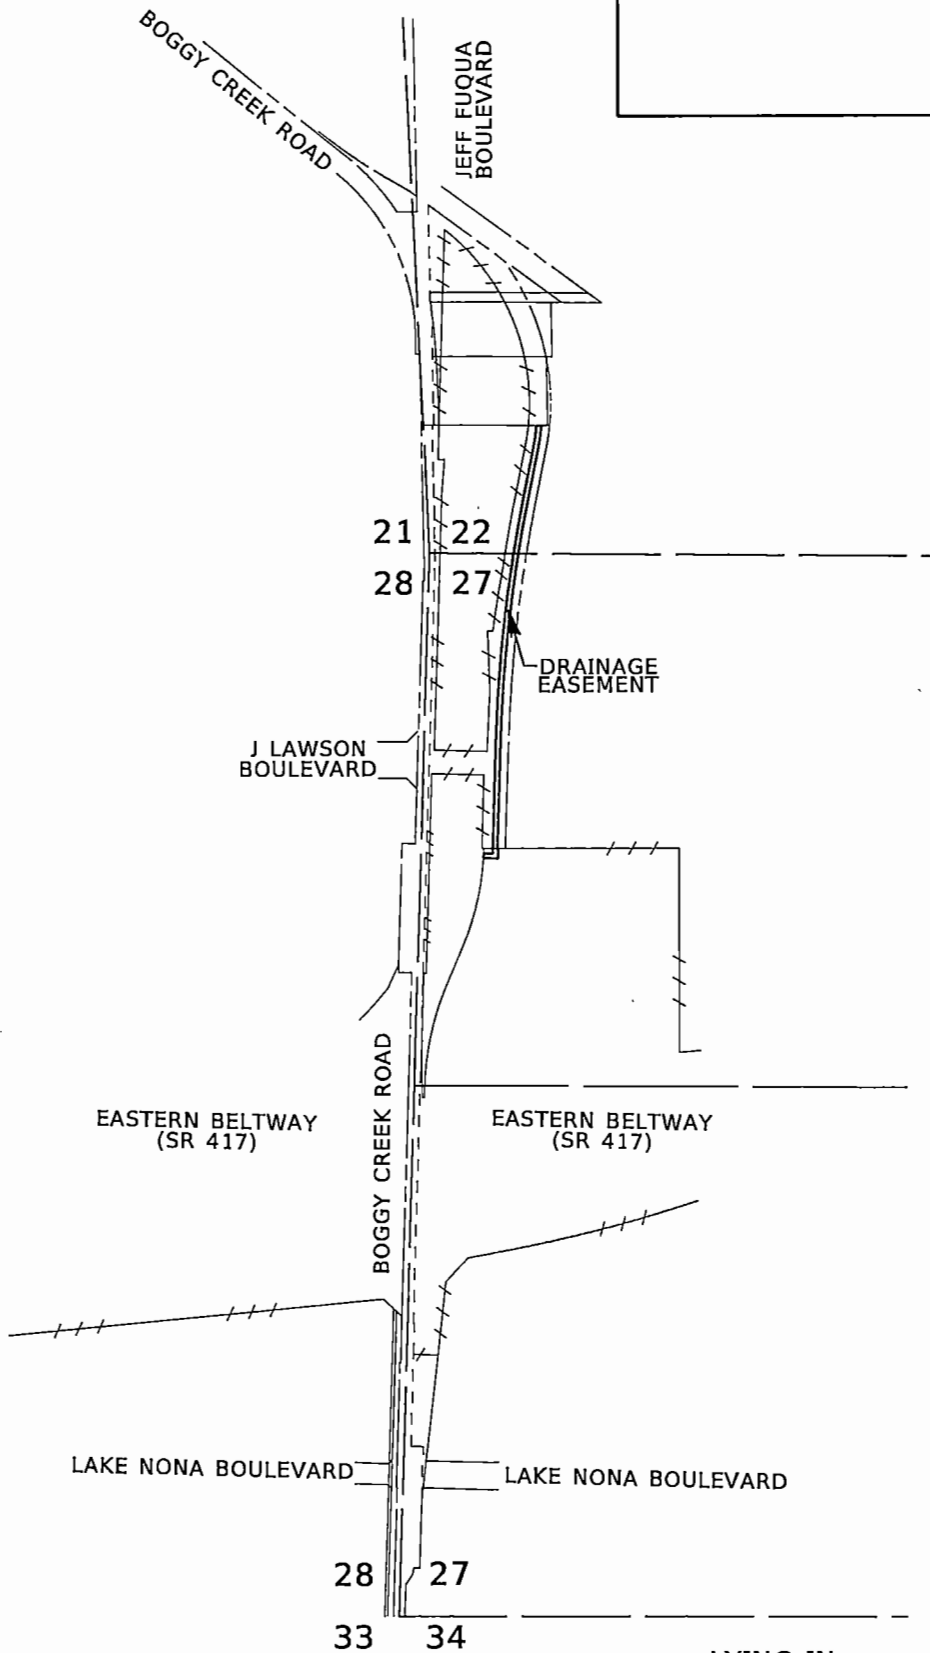 BOGGY CREEK ROAD
JEFF FUQUA
BOULEVARD
21 22
28 27
DRAINAGE
EASEMENT
J LAWSON
BOULEVARD
BOGGY CREEK ROAD
EASTERN BELTWAY
(SR 417)
EASTERN BELTWAY
(SR 417)
LAKE NONA BOULEVARD
LAKE NONA BOULEVARD
28 27
33 34